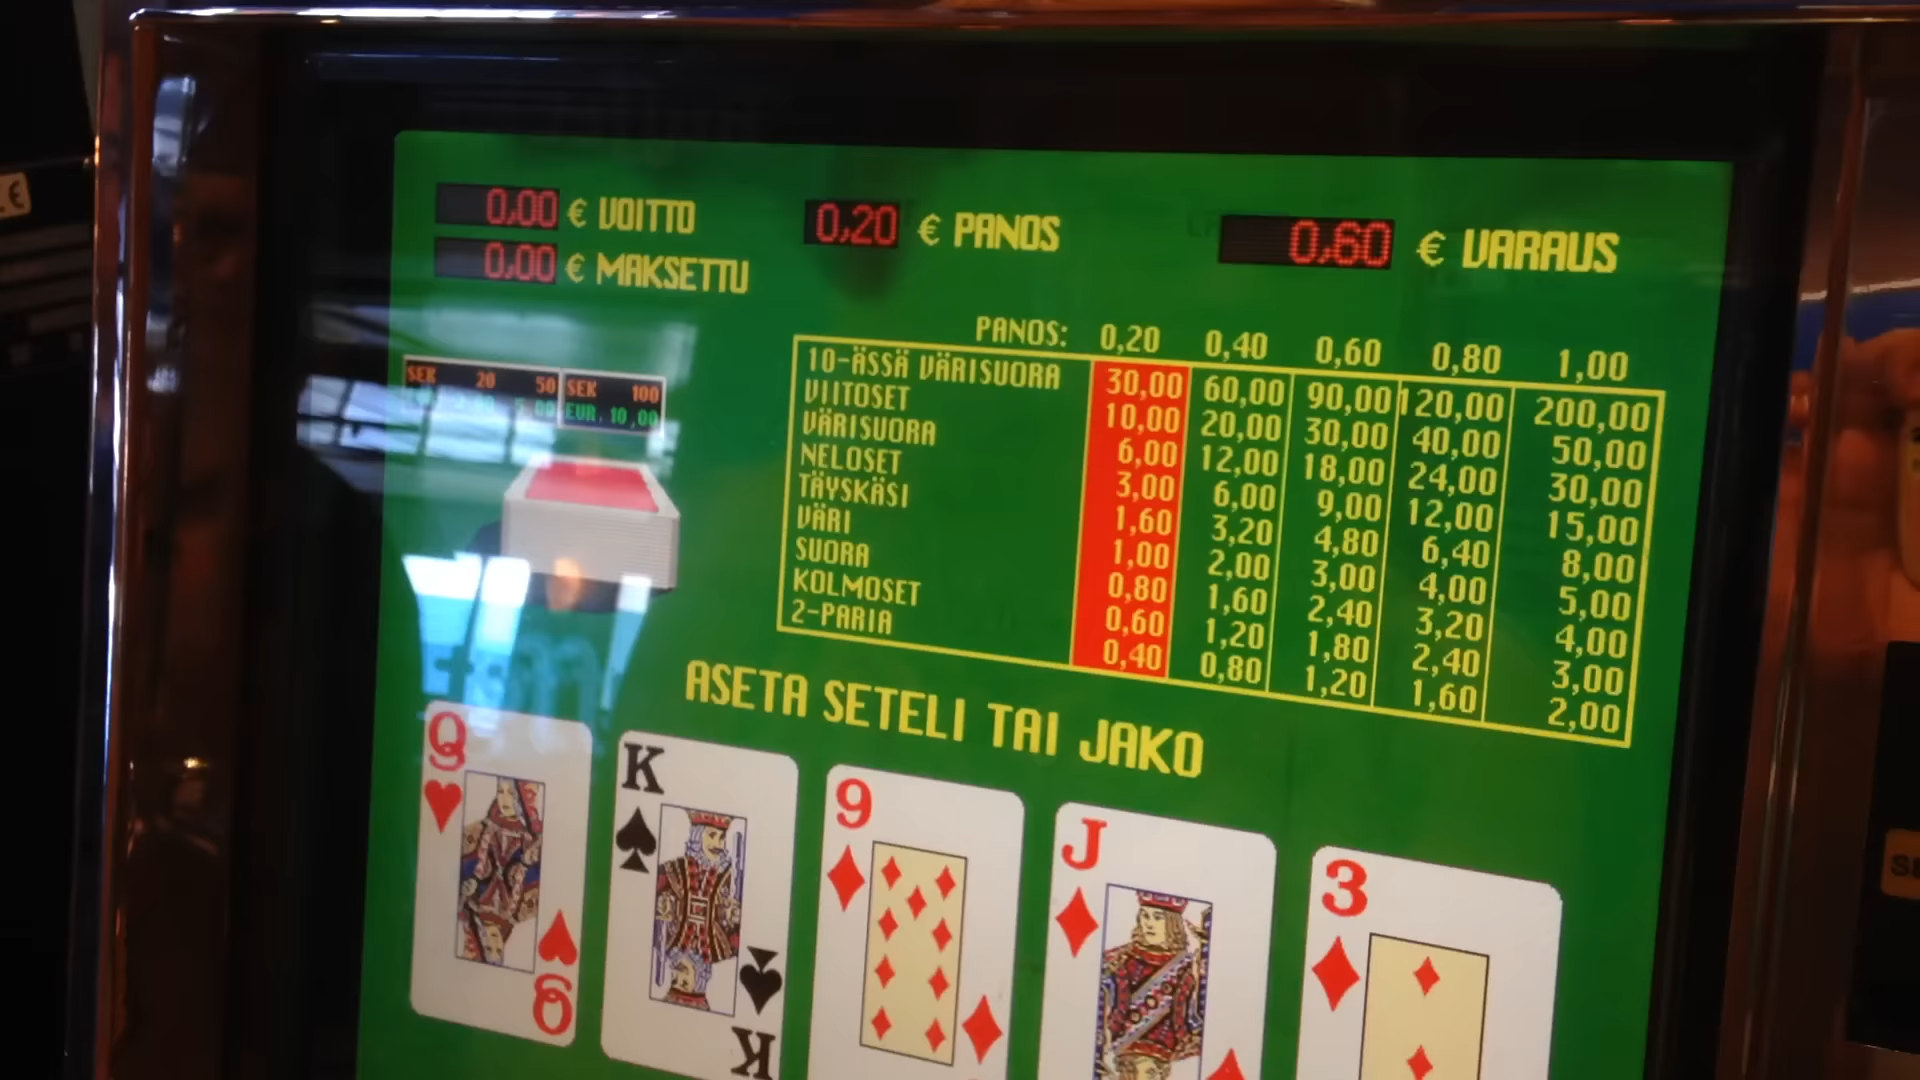 0,00 € VOITTO
0,00 € MAKSETTU
0,20 € PANOS
0,60 € VARAUS
SEK 20 50
SEK 100
EUR. 10,00
PANOS: 0,20 0,40 0,60 0,80 1,00
10-ÄSSÄ VÄRISUORA 30,00 60,00 90,00 120,00 200,00
VIITOSET 10,00 20,00 30,00 40,00 50,00
VÄRISUORA 6,00 12,00 18,00 24,00 30,00
NELOSET 3,00 6,00 9,00 12,00 15,00
TÄYSKÄSI 1,60 3,20 4,80 6,40 8,00
VÄRI 1,00 2,00 3,00 4,00 5,00
SUORA 0,80 1,60 2,40 3,20 4,00
KOLMOSET 0,60 1,20 1,80 2,40 3,00
2-PARIA 0,40 0,80 1,20 1,60 2,00
ASETA SETELI TAI JAKO
Q K 9 J 3
Q K